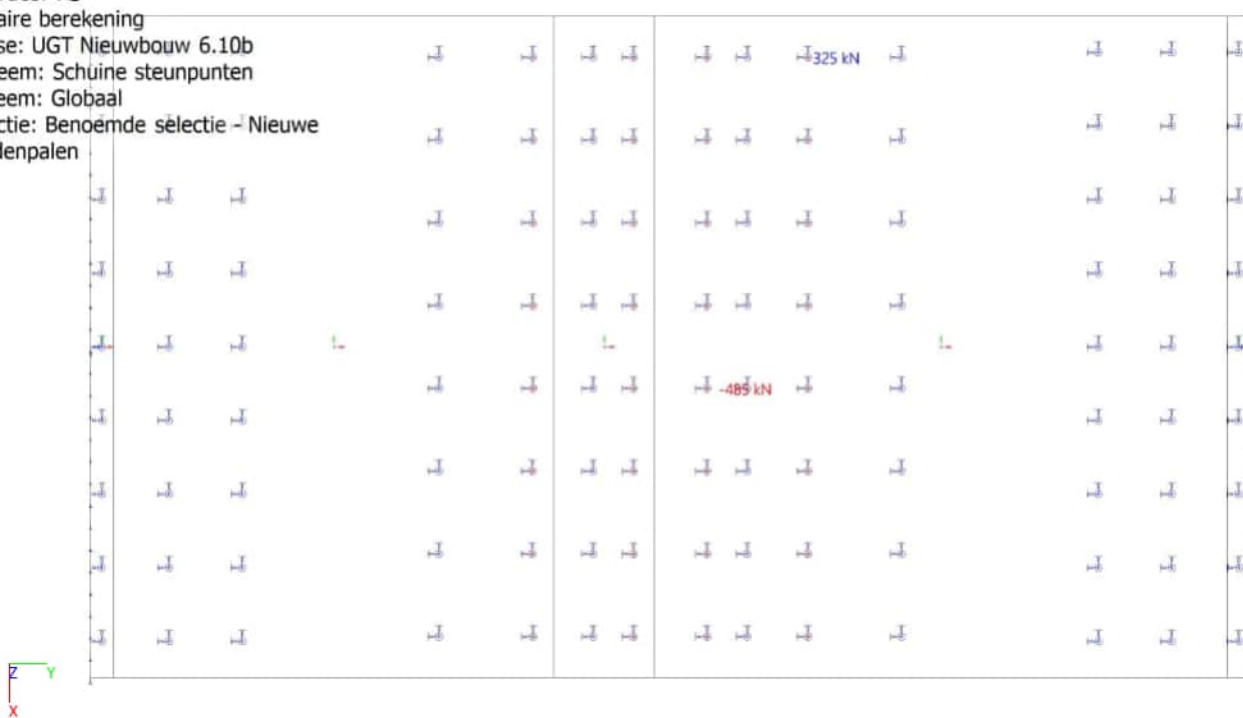 aire berekening
se: UGT Nieuwbouw 6.10b
eem: Schuine steunpunten
eem: Globaal
ctie: Benoemde selectie - Nieuwe
denpalen
325 kN
-485 kN
Z Y
X